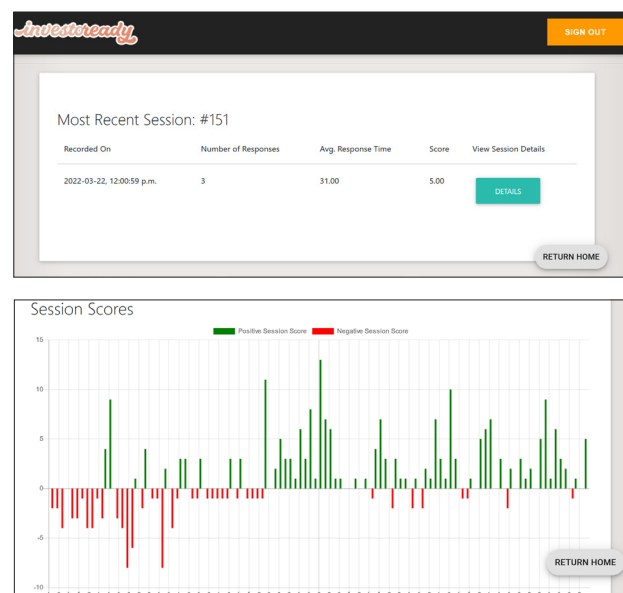 investoready
SIGN OUT
Most Recent Session: #151
Recorded On Number of Responses Avg. Response Time Score View Session Details
2022-03-22, 12:00:59 p.m. 3 31.00 5.00 DETAILS
RETURN HOME
Session Scores
Positive Session Score Negative Session Score
15
10
5
0
-5
RETURN HOME
-10